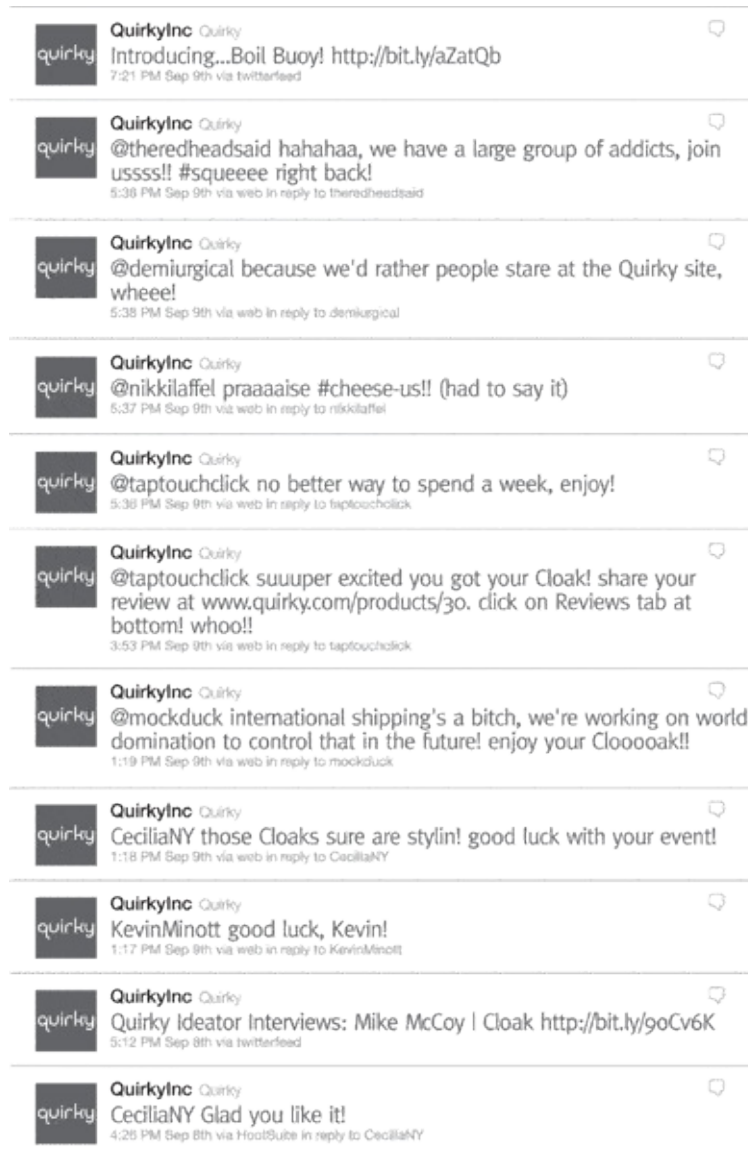 quirky
QuirkyInc Quirky
Introducing...Boil Buoy! http://bit.ly/aZatQb
7:21 PM Sep 9th via twitterfeed
quirky
QuirkyInc Quirky
@theredheadsaid hahahaa, we have a large group of addicts, join
ussss!! #squeeee right back!
5:38 PM Sep 9th via web in reply to theredheadsaid
quirky
QuirkyInc Quirky
@demiurgical because we'd rather people stare at the Quirky site,
wheee!
5:38 PM Sep 9th via web in reply to demiurgical
quirky
QuirkyInc Quirky
@nikkilaffel praaaaise #cheese-us!! (had to say it)
5:37 PM Sep 9th via web in reply to nikkilaffel
quirky
QuirkyInc Quirky
@taptouchclick no better way to spend a week, enjoy!
5:36 PM Sep 9th via web in reply to taptouchclick
quirky
QuirkyInc Quirky
@taptouchclick suuuper excited you got your Cloak! share your
review at www.quirky.com/products/30. click on Reviews tab at
bottom! whoo!!
3:53 PM Sep 9th via web in reply to taptouchclick
quirky
QuirkyInc Quirky
@mockduck international shipping's a bitch, we're working on world
domination to control that in the future! enjoy your Clooooak!!
1:19 PM Sep 9th via web in reply to mockduck
quirky
QuirkyInc Quirky
CeciliaNY those Cloaks sure are stylin! good luck with your event!
1:18 PM Sep 9th via web in reply to CeciliaNY
quirky
QuirkyInc Quirky
KevinMinott good luck, Kevin!
1:17 PM Sep 9th via web in reply to KevinMinott
quirky
QuirkyInc Quirky
Quirky Ideator Interviews: Mike McCoy | Cloak http://bit.ly/9oCv6K
5:12 PM Sep 8th via twitterfeed
quirky
QuirkyInc Quirky
CeciliaNY Glad you like it!
4:26 PM Sep 8th via HootSuite in reply to CeciliaNY